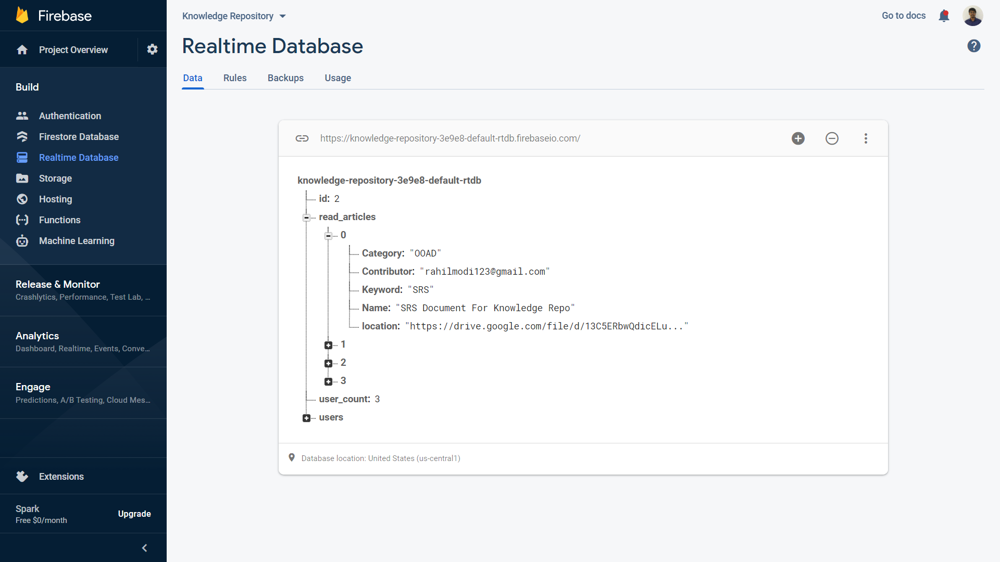 Firebase
Project Overview
Build
Authentication
Firestore Database
Realtime Database
Storage
Hosting
Functions
Machine Learning
Release & Monitor
Crashlytics, Performance, Test Lab, ...
Analytics
Dashboard, Realtime, Events, Conve...
Engage
Predictions, A/B Testing, Cloud Mes...
Extensions
Spark
Free $0/month
Upgrade
Knowledge Repository
Go to docs
Realtime Database
Data Rules Backups Usage
https://knowledge-repository-3e9e8-default-rtdb.firebaseio.com/
knowledge-repository-3e9e8-default-rtdb
id: 2
read_articles
0
Category: "OOAD"
Contributor: "rahilmodi123@gmail.com"
Keyword: "SRS"
Name: "SRS Document For Knowledge Repo"
location: "https://drive.google.com/file/d/13C5ERbwQdicELu..."
1
2
3
user_count: 3
users
Database location: United States (us-central1)